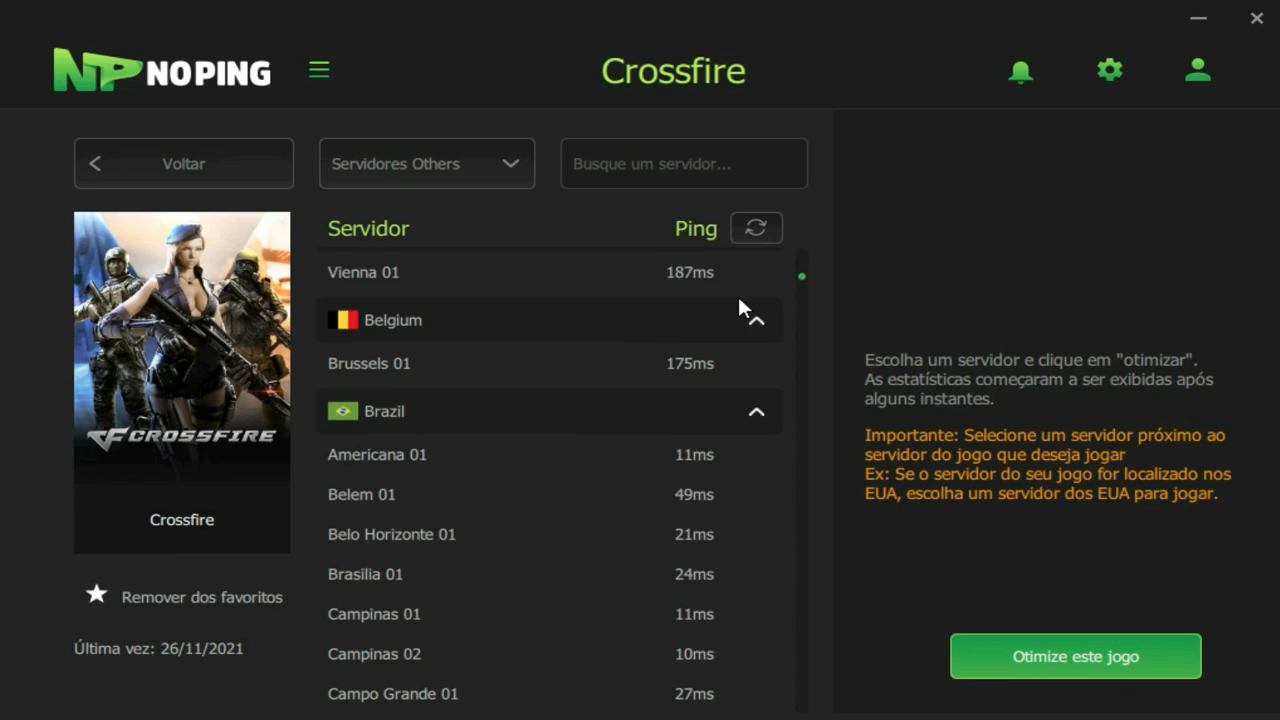 NP NOPING
Crossfire
Voltar
Servidores Others
Busque um servidor...
Servidor Ping
Vienna 01 187ms
Belgium
Brussels 01 175ms
Brazil
Americana 01 11ms
Belem 01 49ms
Belo Horizonte 01 21ms
Brasilia 01 24ms
Campinas 01 11ms
Campinas 02 10ms
Campo Grande 01 27ms
CF CROSSFIRE
Crossfire
Remover dos favoritos
Última vez: 26/11/2021
Escolha um servidor e clique em "otimizar".
As estatísticas começaram a ser exibidas após
alguns instantes.
Importante: Selecione um servidor próximo ao
servidor do jogo que deseja jogar
Ex: Se o servidor do seu jogo for localizado nos
EUA, escolha um servidor dos EUA para jogar.
Otimize este jogo